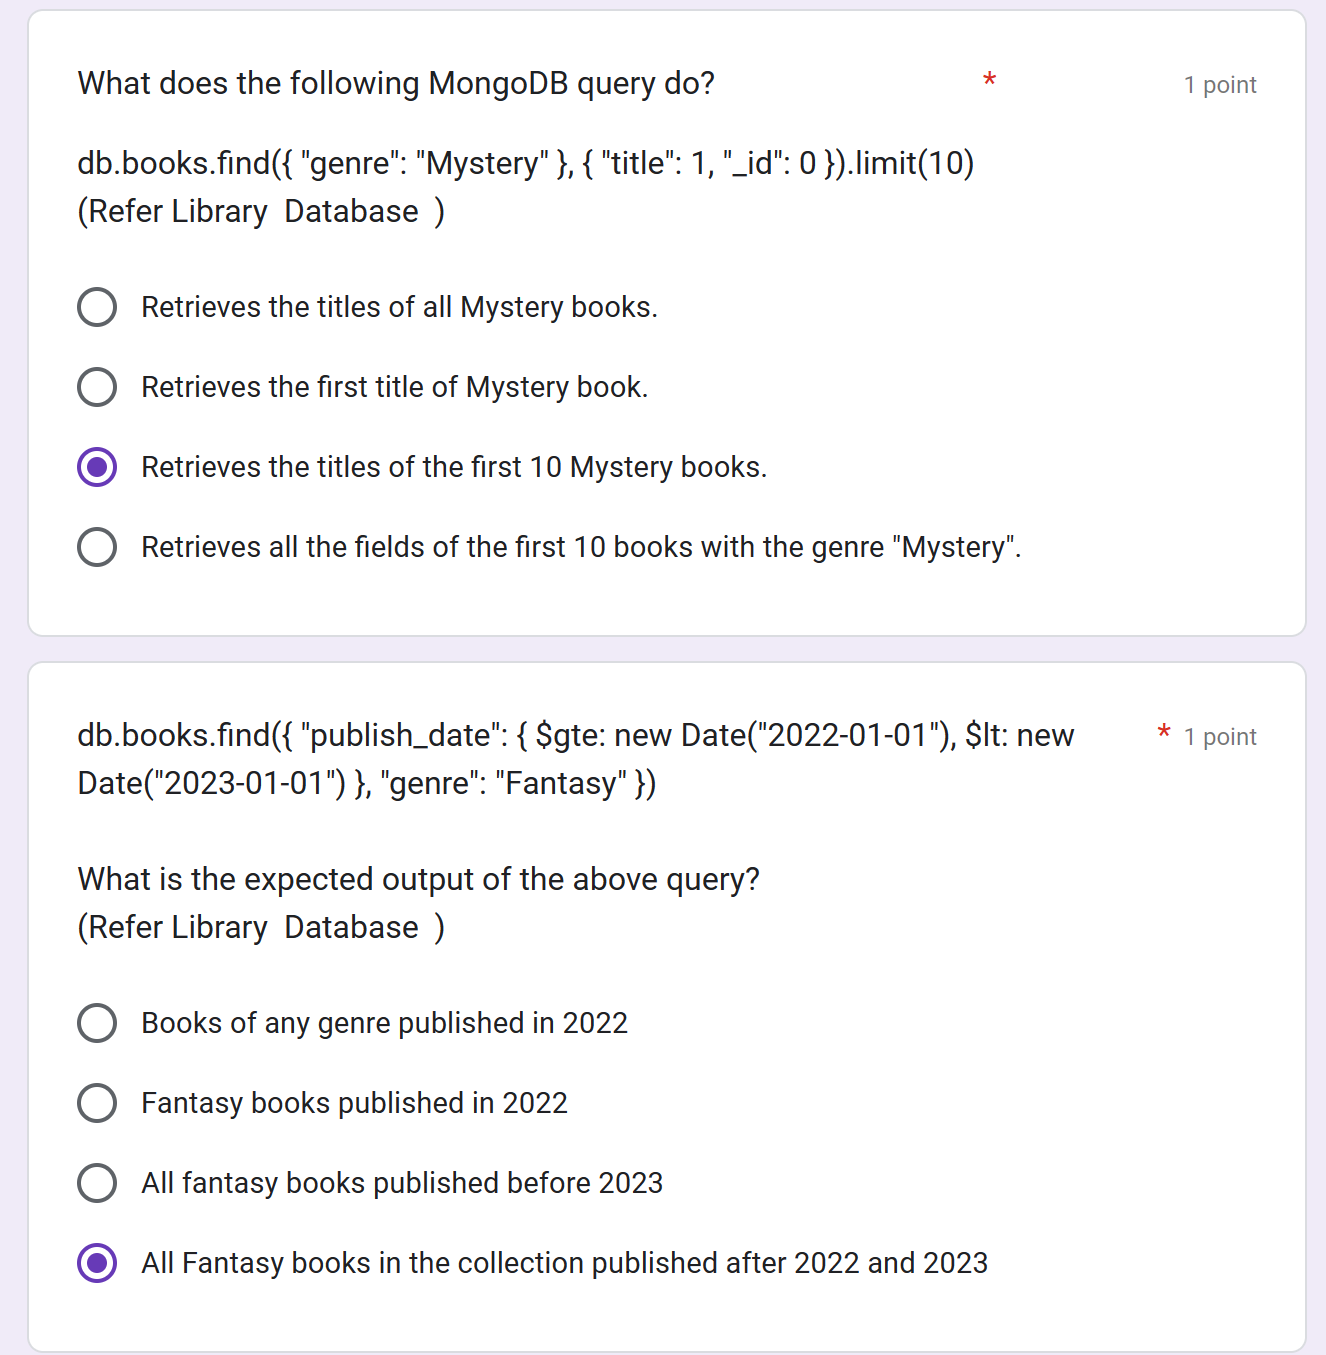 What does the following MongoDB query do? * 1 point
db.books.find({ "genre": "Mystery" }, { "title": 1, "_id": 0 }).limit(10)
(Refer Library  Database  )
Retrieves the titles of all Mystery books.
Retrieves the first title of Mystery book.
Retrieves the titles of the first 10 Mystery books.
Retrieves all the fields of the first 10 books with the genre "Mystery".
db.books.find({ "publish_date": { $gte: new Date("2022-01-01"), $lt: new * 1 point
Date("2023-01-01") }, "genre": "Fantasy" })
What is the expected output of the above query?
(Refer Library  Database  )
Books of any genre published in 2022
Fantasy books published in 2022
All fantasy books published before 2023
All Fantasy books in the collection published after 2022 and 2023